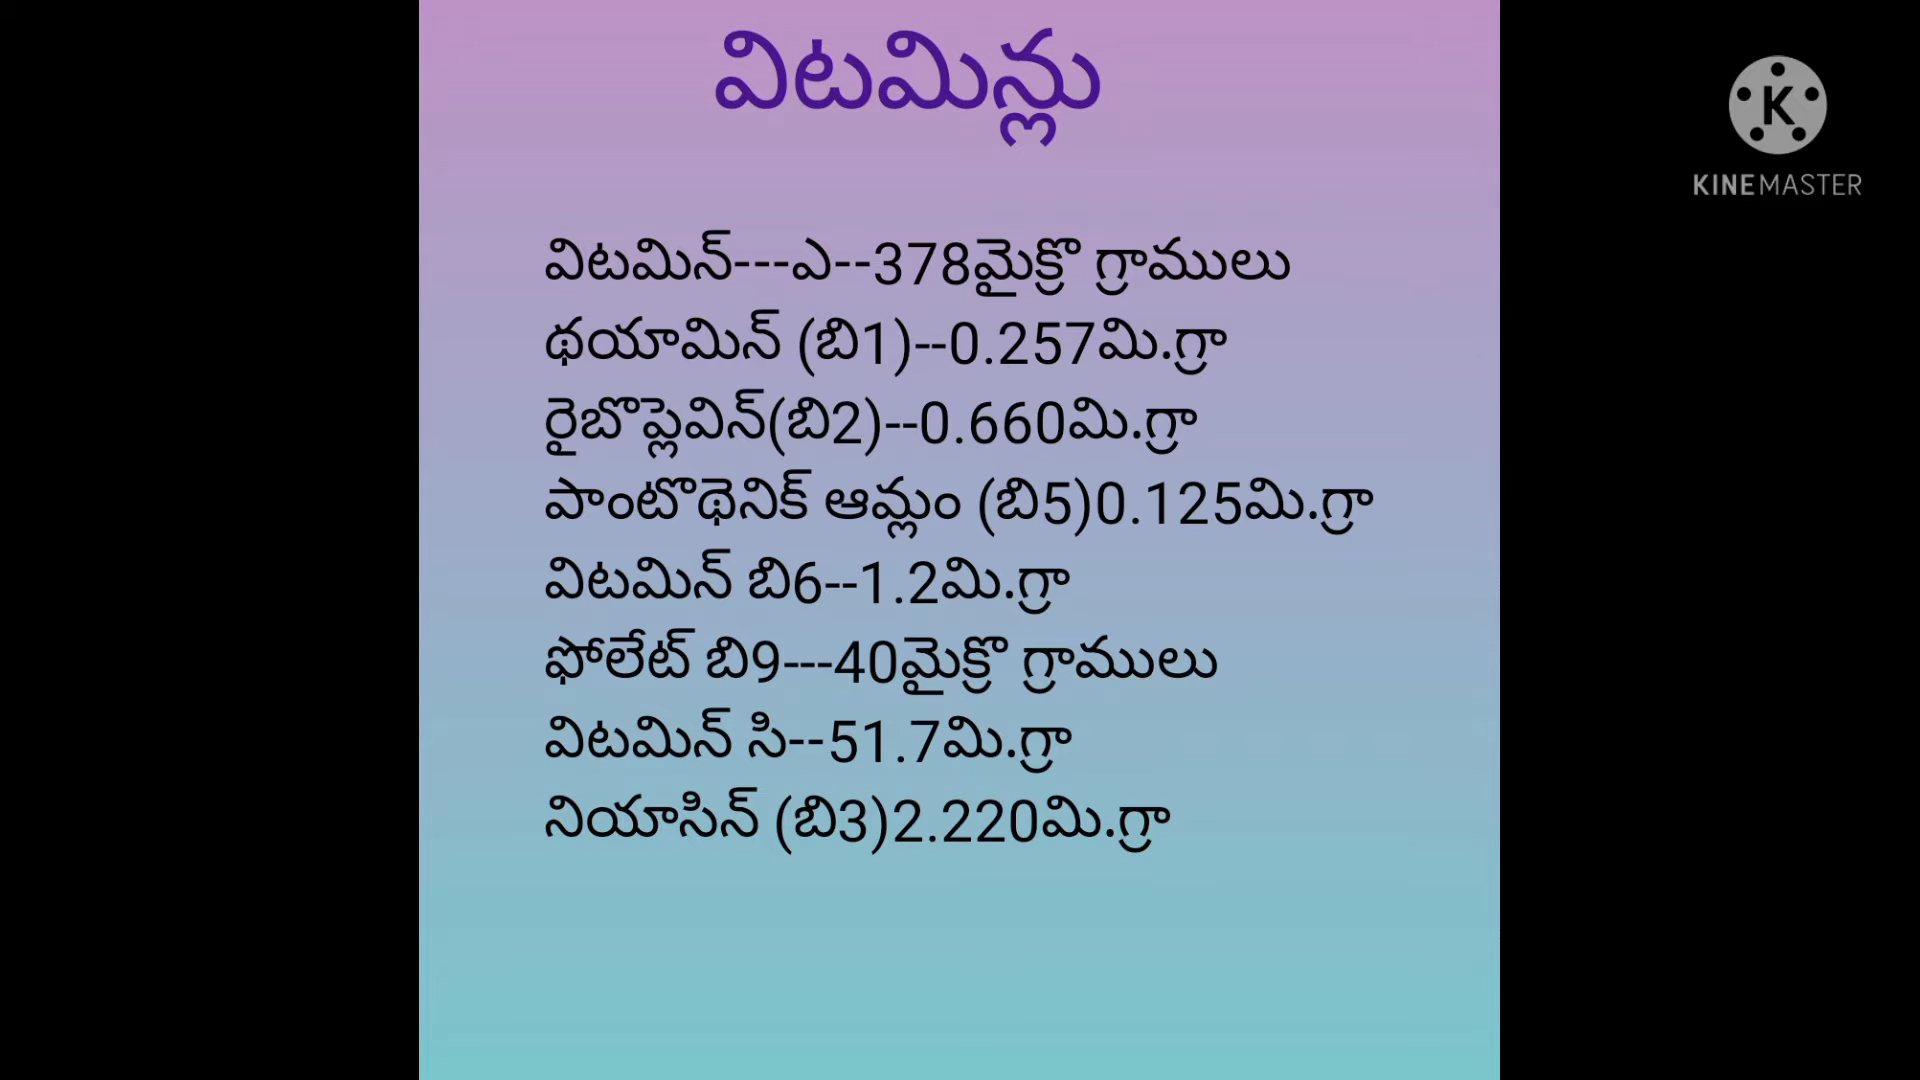 విటమిన్లు
KINEMASTER
విటమిన్---ఎ--378మైక్రొ గ్రాములు
థయామిన్ (బి1)--0.257మి.గ్రా
రైబొప్లెవిన్(బి2)--0.660మి.గ్రా
పాంటొథెనిక్ ఆమ్లం (బి5)0.125మి.గ్రా
విటమిన్ బి6--1.2మి.గ్రా
ఫోలేట్ బి9---40మైక్రొ గ్రాములు
విటమిన్ సి--51.7మి.గ్రా
నియాసిన్ (బి3)2.220మి.గ్రా